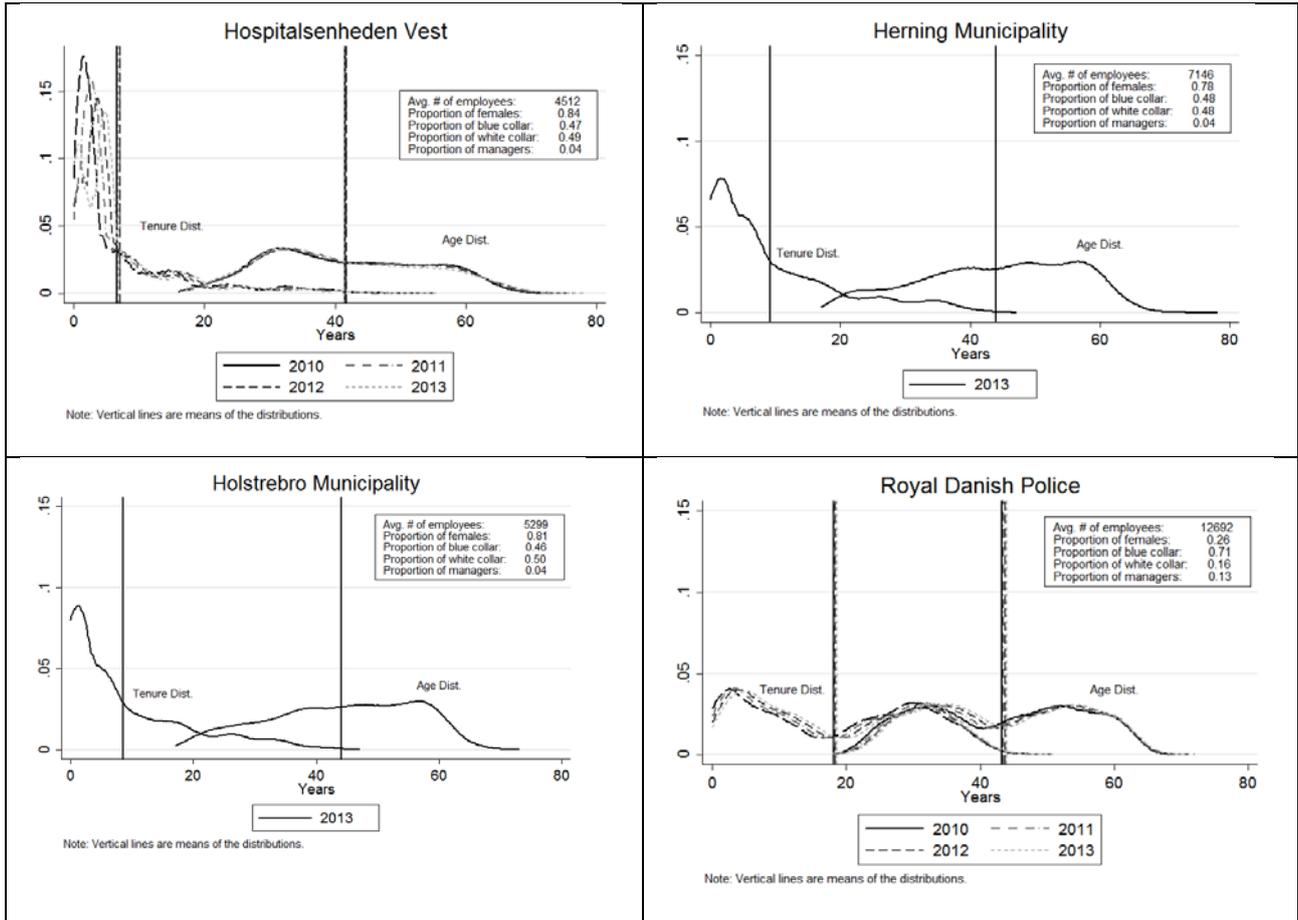 Hospitalsenheden Vest
.15
.1
.05
0
Avg. # of employees: 4512
Proportion of females: 0.84
Proportion of blue collar: 0.47
Proportion of white collar: 0.49
Proportion of managers: 0.04
Tenure Dist.
Age Dist.
0 20 40 60 80
Years
2010 2011
2012 2013
Note: Vertical lines are means of the distributions.
Herning Municipality
.15
.1
.05
0
Avg. # of employees: 7146
Proportion of females: 0.78
Proportion of blue collar: 0.48
Proportion of white collar: 0.48
Proportion of managers: 0.04
Tenure Dist.
Age Dist.
0 20 40 60 80
Years
2013
Note: Vertical lines are means of the distributions.
Holstrebro Municipality
.15
.1
.05
0
Avg. # of employees: 5299
Proportion of females: 0.81
Proportion of blue collar: 0.46
Proportion of white collar: 0.50
Proportion of managers: 0.04
Tenure Dist.
Age Dist.
0 20 40 60 80
Years
2013
Note: Vertical lines are means of the distributions.
Royal Danish Police
.15
.1
.05
0
Avg. # of employees: 12692
Proportion of females: 0.26
Proportion of blue collar: 0.71
Proportion of white collar: 0.16
Proportion of managers: 0.13
Tenure Dist.
Age Dist.
0 20 40 60 80
Years
2010 2011
2012 2013
Note: Vertical lines are means of the distributions.